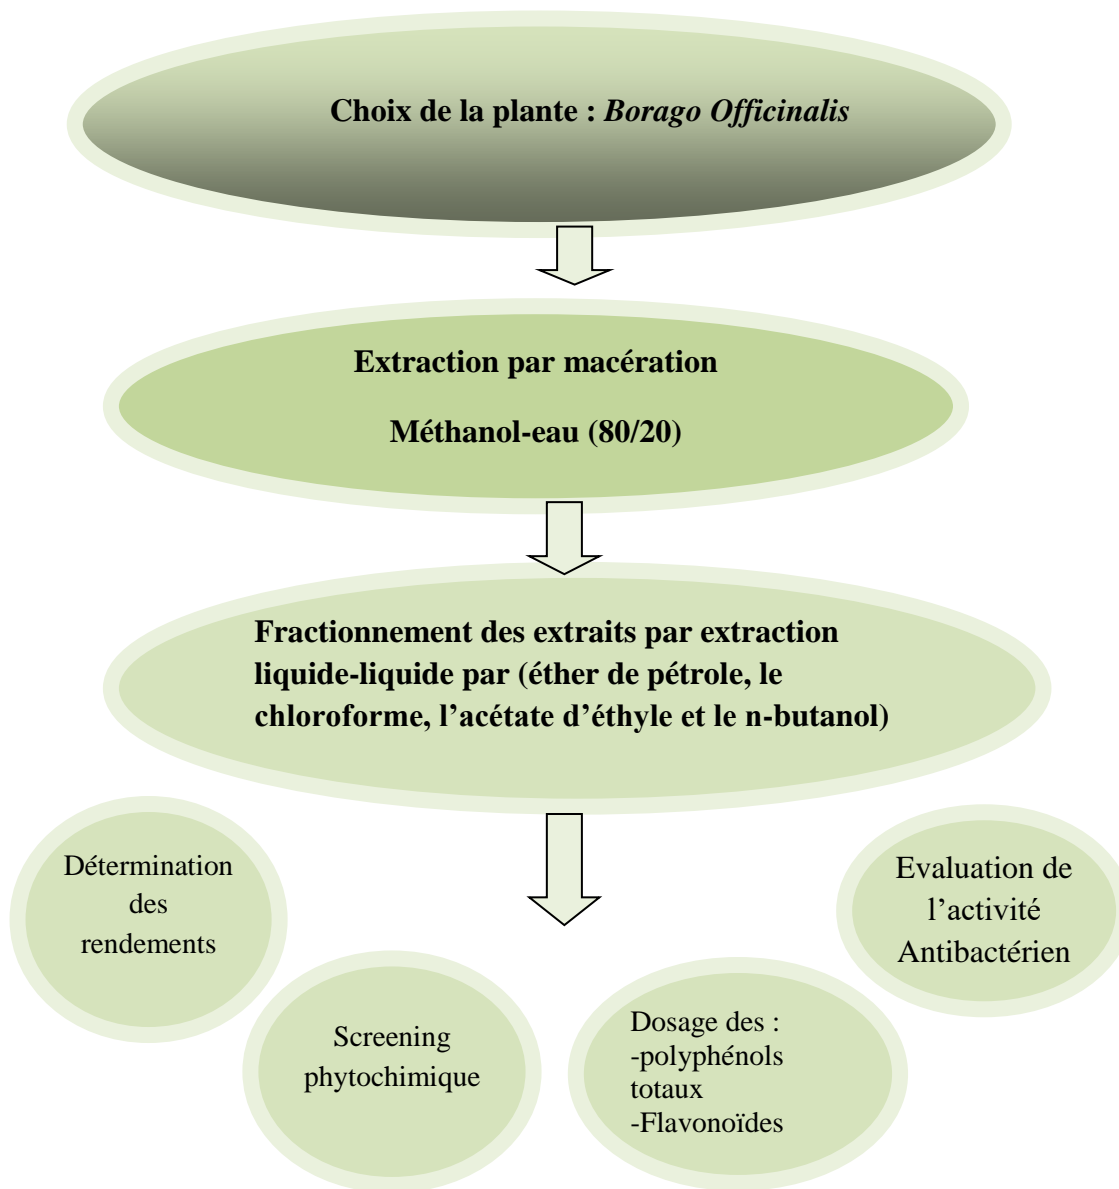 Choix de la plante : Borago Officinalis
Extraction par macération
Méthanol-eau (80/20)
Fractionnement des extraits par extraction
liquide-liquide par (éther de pétrole, le
chloroforme, l’acétate d’éthyle et le n-butanol)
Détermination
des
rendements
Screening
phytochimique
Dosage des :
-polyphénols
totaux
-Flavonoïdes
Evaluation de
l’activité
Antibactérien